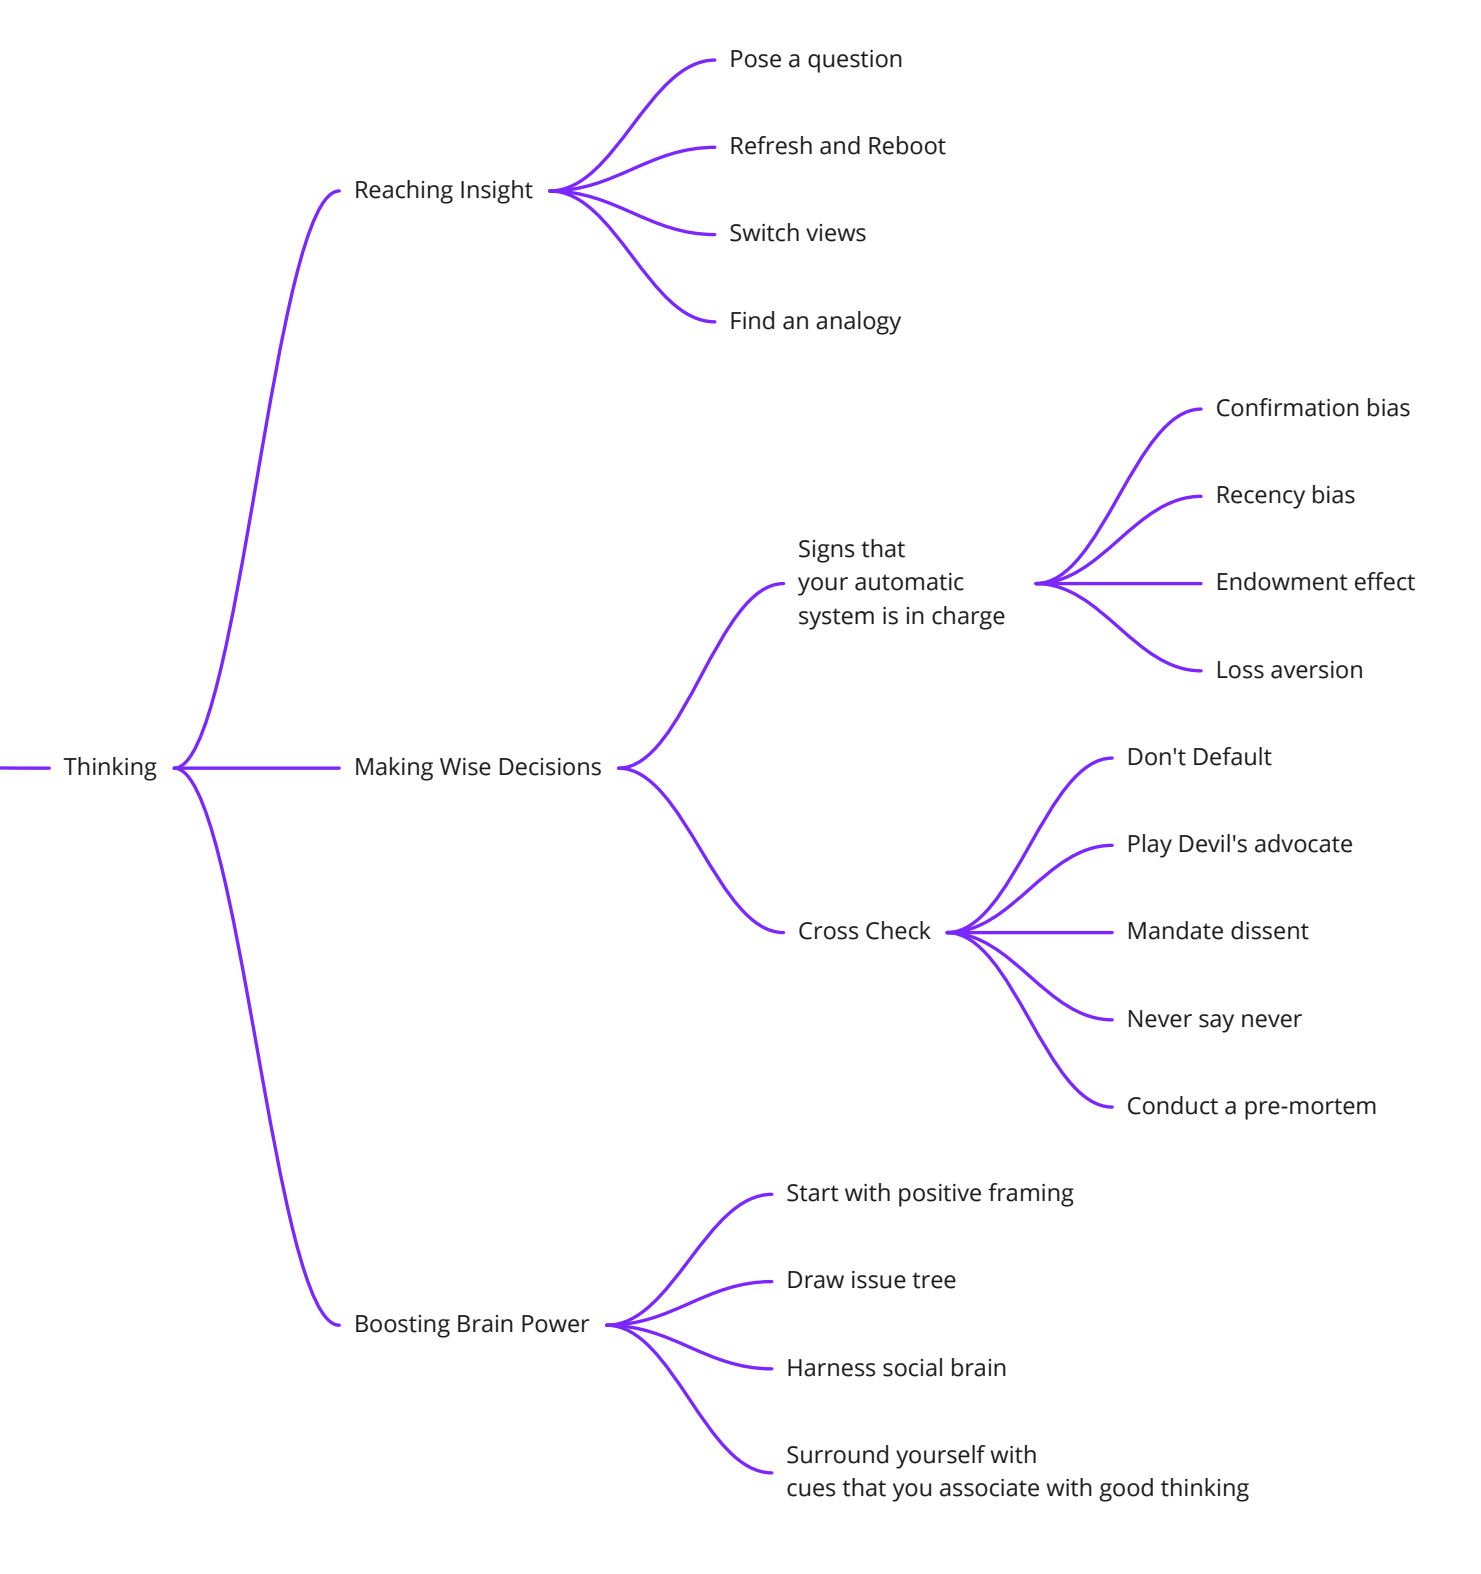 Pose a question
Refresh and Reboot
Reaching Insight
Switch views
Find an analogy
Confirmation bias
Recency bias
Signs that
your automatic
system is in charge
Endowment effect
Loss aversion
Thinking
Making Wise Decisions
Don't Default
Play Devil's advocate
Cross Check
Mandate dissent
Never say never
Conduct a pre-mortem
Start with positive framing
Draw issue tree
Boosting Brain Power
Harness social brain
Surround yourself with
cues that you associate with good thinking